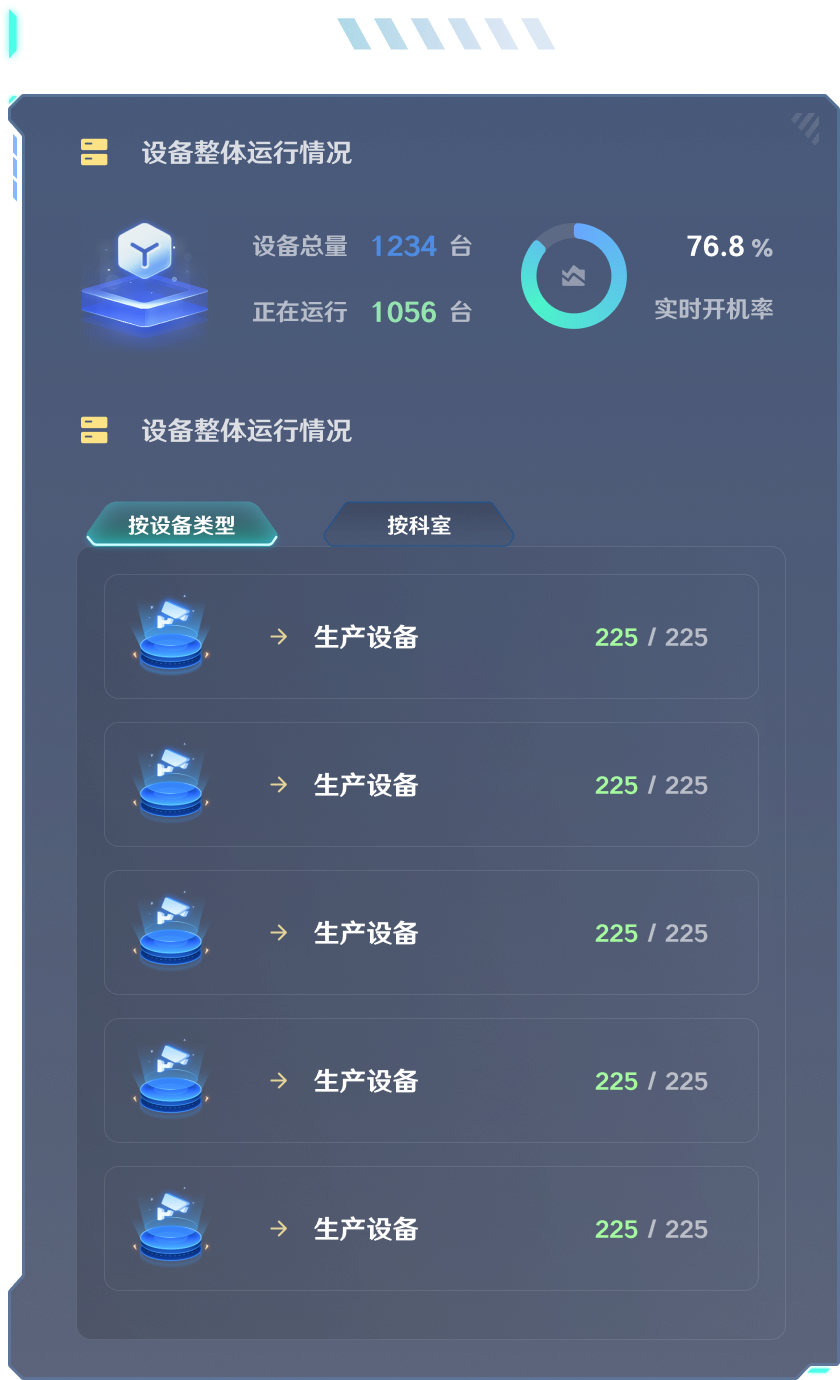 设备整体运行情况
设备总量 1234 台
正在运行 1056 台
76.8 %
实时开机率
设备整体运行情况
按设备类型 按科室
生产设备 225 / 225
生产设备 225 / 225
生产设备 225 / 225
生产设备 225 / 225
生产设备 225 / 225